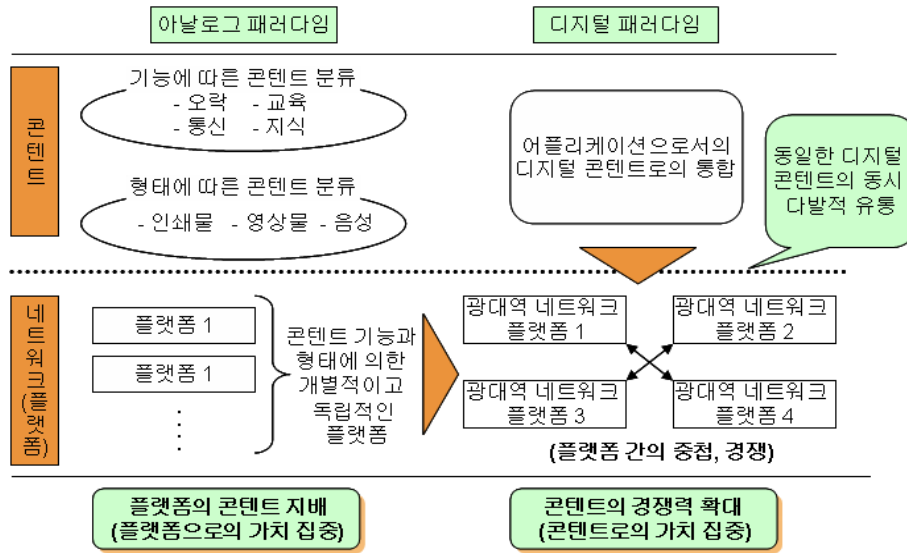 아날로그 패러다임
디지털 패러다임
콘텐트
기능에 따른 콘텐트 분류
- 오락 - 교육
- 통신 - 지식
형태에 따른 콘텐트 분류
- 인쇄물 - 영상물 - 음성
어플리케이션으로서의
디지털 콘텐트로의 통합
동일한 디지털
콘텐트의 동시
다발적 유통
네트워크(플랫폼)
플랫폼 1
플랫폼 1
콘텐트 기능과
형태에 의한
개별적이고
독립적인
플랫폼
광대역 네트워크
플랫폼 1
광대역 네트워크
플랫폼 2
광대역 네트워크
플랫폼 3
광대역 네트워크
플랫폼 4
(플랫폼 간의 중첩, 경쟁)
플랫폼의 콘텐트 지배
(플랫폼으로의 가치 집중)
콘텐트의 경쟁력 확대
(콘텐트로의 가치 집중)